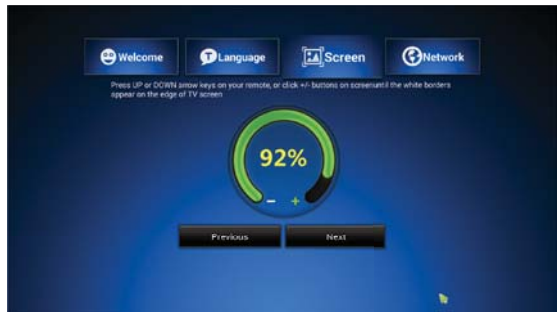 Welcome
Language
Screen
Network
Press UP or DOWN arrow keys on your remote, or click +/- buttons on screenuntil the white borders
appear on the edge of TV screen
92%
- +
Previous
Next